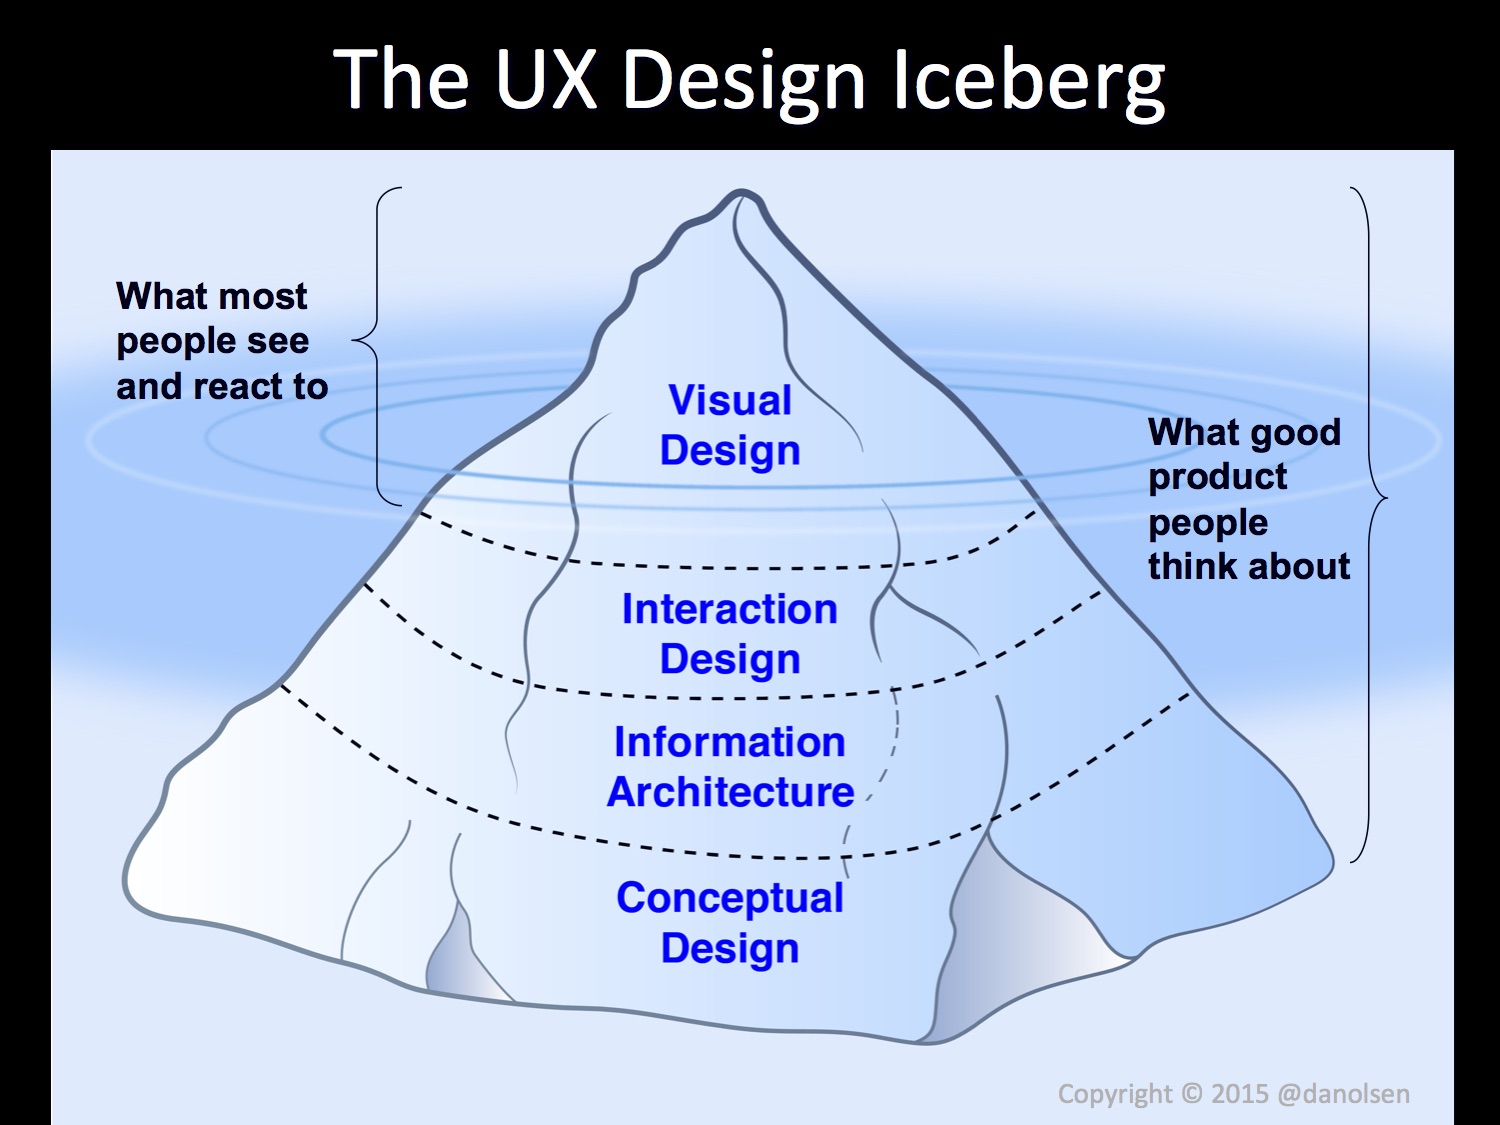 The UX Design Iceberg
What most
people see
and react to
What good
product
people
think about
Visual
Design
Interaction
Design
Information
Architecture
Conceptual
Design
Copyright © 2015 @danolsen